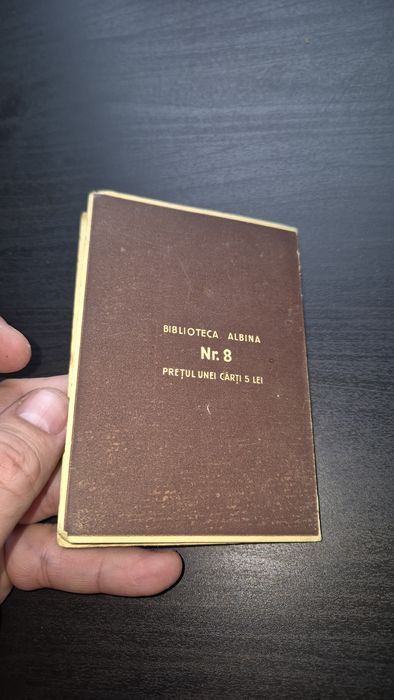 BIBLIOTECA ALBINA
Nr. 8
PREȚUL UNEI CĂRȚI 5 LEI